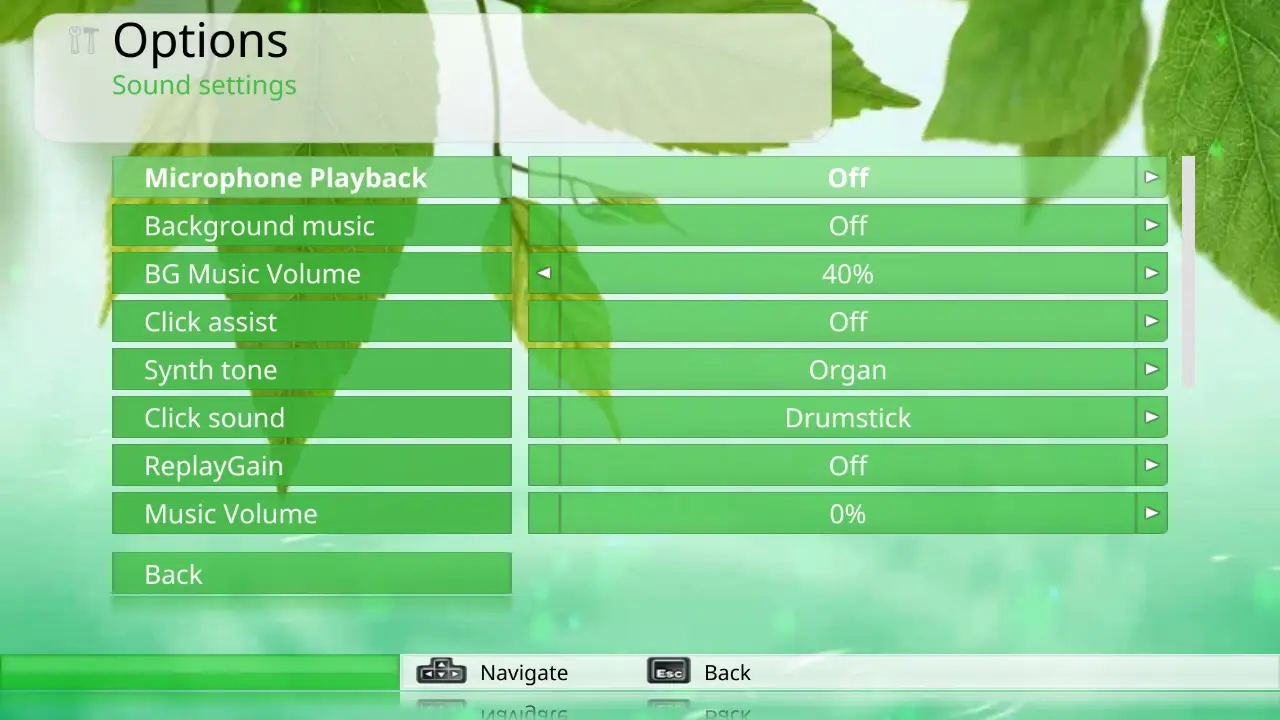 Options
Sound settings
Microphone Playback Off
Background music Off
BG Music Volume 40%
Click assist Off
Synth tone Organ
Click sound Drumstick
ReplayGain Off
Music Volume 0%
Back
Esc Navigate Back